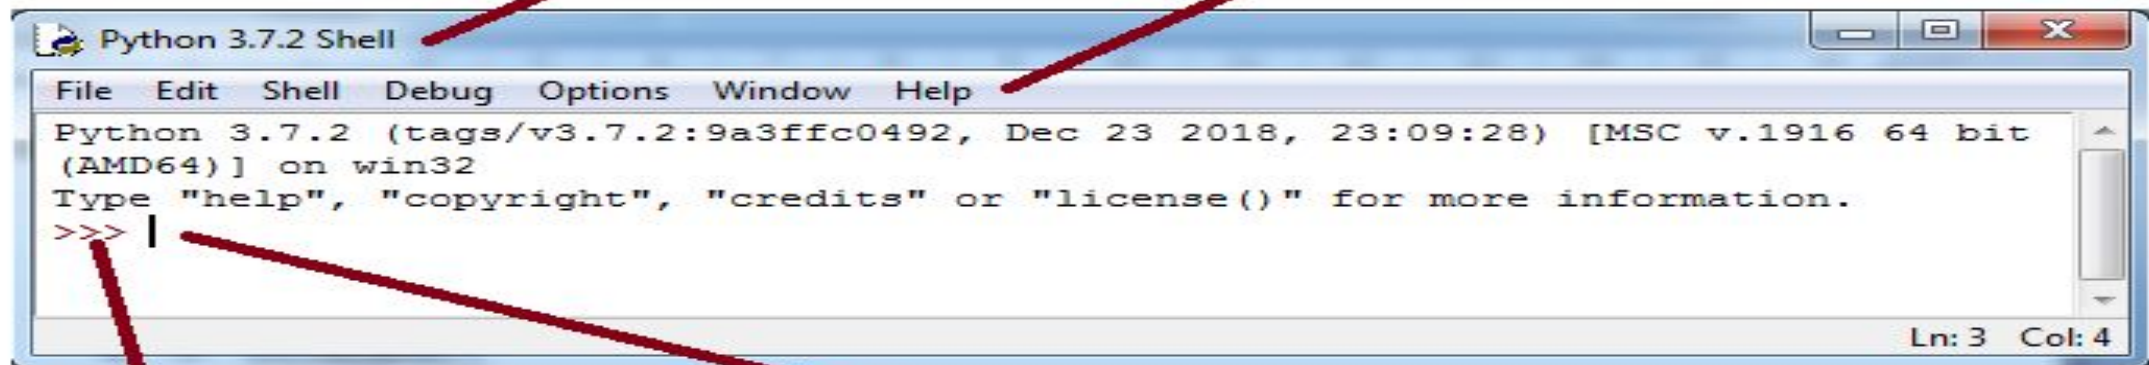 Python 3.7.2 Shell
File Edit Shell Debug Options Window Help
Python 3.7.2 (tags/v3.7.2:9a3ffc0492, Dec 23 2018, 23:09:28) [MSC v.1916 64 bit
(AMD64)] on win32
Type "help", "copyright", "credits" or "license()" for more information.
>>>
Ln: 3 Col: 4